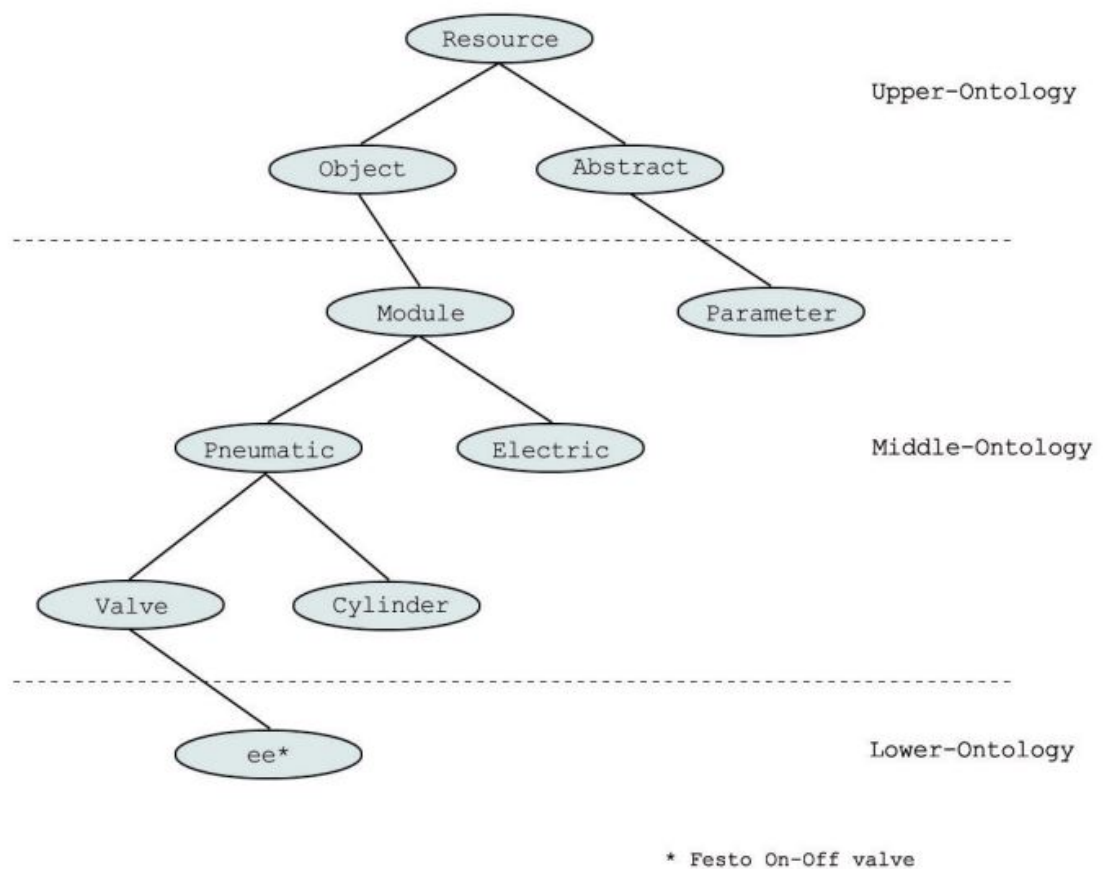 Resource
Upper-Ontology
Object
Abstract
Module
Parameter
Pneumatic
Electric
Middle-Ontology
Valve
Cylinder
ee*
Lower-Ontology
* Festo On-Off valve